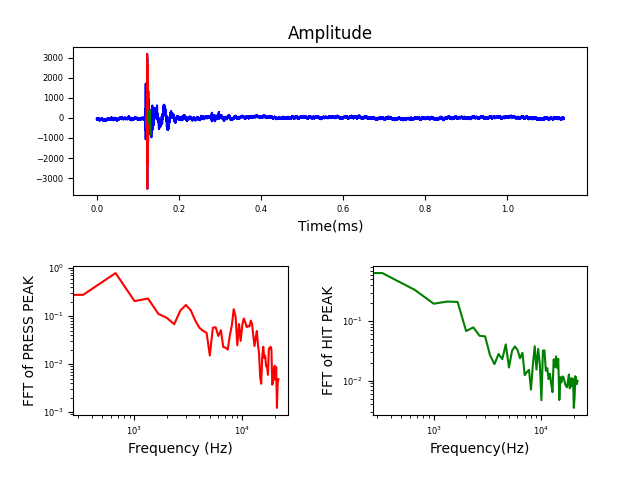 Amplitude
3000
2000
1000
0
−1000
−2000
−3000
0.0 0.2 0.4 0.6 0.8 1.0
Time(ms)
FFT of PRESS PEAK
10⁰
10⁻¹
10⁻²
10⁻³
10³ 10⁴
Frequency (Hz)
FFT of HIT PEAK
10⁻¹
10⁻²
10³ 10⁴
Frequency(Hz)